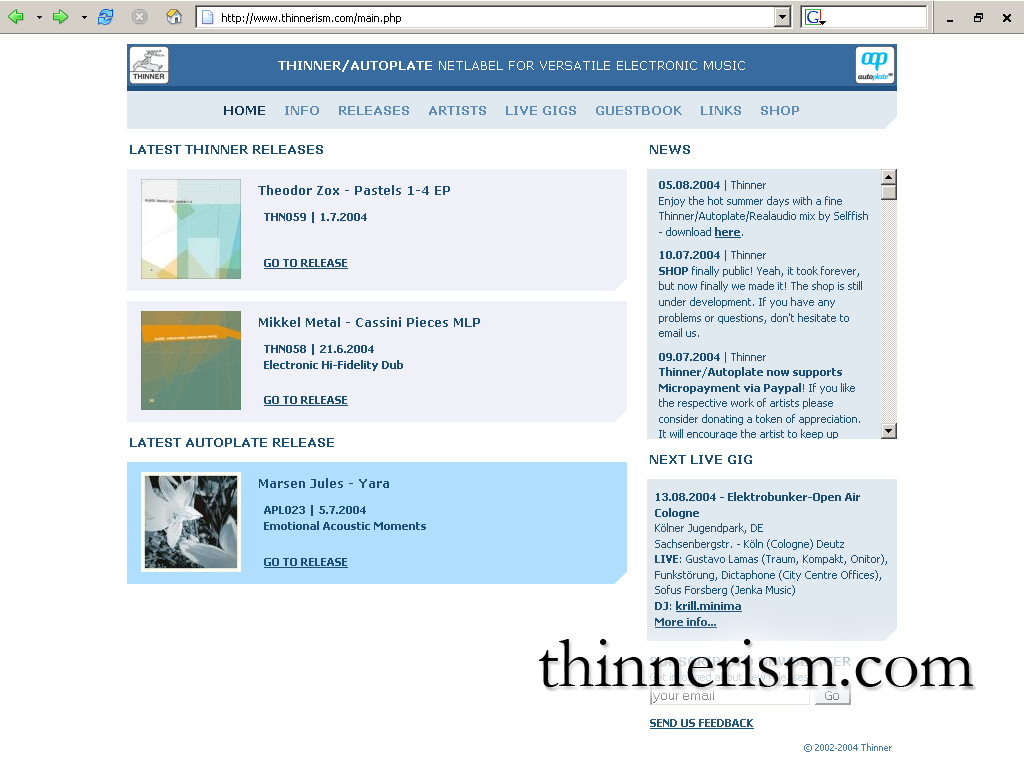 http://www.thinnerism.com/main.php
THINNER
THINNER/AUTOPLATE NETLABEL FOR VERSATILE ELECTRONIC MUSIC
autoplate
HOME INFO RELEASES ARTISTS LIVE GIGS GUESTBOOK LINKS SHOP
LATEST THINNER RELEASES
Theodor Zox - Pastels 1-4 EP
THN059 | 1.7.2004
GO TO RELEASE
Mikkel Metal - Cassini Pieces MLP
THN058 | 21.6.2004
Electronic Hi-Fidelity Dub
GO TO RELEASE
LATEST AUTOPLATE RELEASE
Marsen Jules - Yara
APL023 | 5.7.2004
Emotional Acoustic Moments
GO TO RELEASE
NEWS
05.08.2004 | Thinner
Enjoy the hot summer days with a fine
Thinner/Autoplate/Realaudio mix by Selffish
- download here.
10.07.2004 | Thinner
SHOP finally public! Yeah, it took forever,
but now finally we made it! The shop is still
under development. If you have any
problems or questions, don't hesitate to
email us.
09.07.2004 | Thinner
Thinner/Autoplate now supports
Micropayment via Paypal! If you like
the respective work of artists please
consider donating a token of appreciation.
It will encourage the artist to keep up
NEXT LIVE GIG
13.08.2004 - Elektrobunker-Open Air
Cologne
Kölner Jugendpark, DE
Sachsenbergstr. - Köln (Cologne) Deutz
LIVE: Gustavo Lamas (Traum, Kompakt, Onitor),
Funkstörung, Dictaphone (City Centre Offices),
Sofus Forsberg (Jenka Music)
DJ: krill.minima
More info...
thinnerism.com
your email Go
SEND US FEEDBACK
© 2002-2004 Thinner